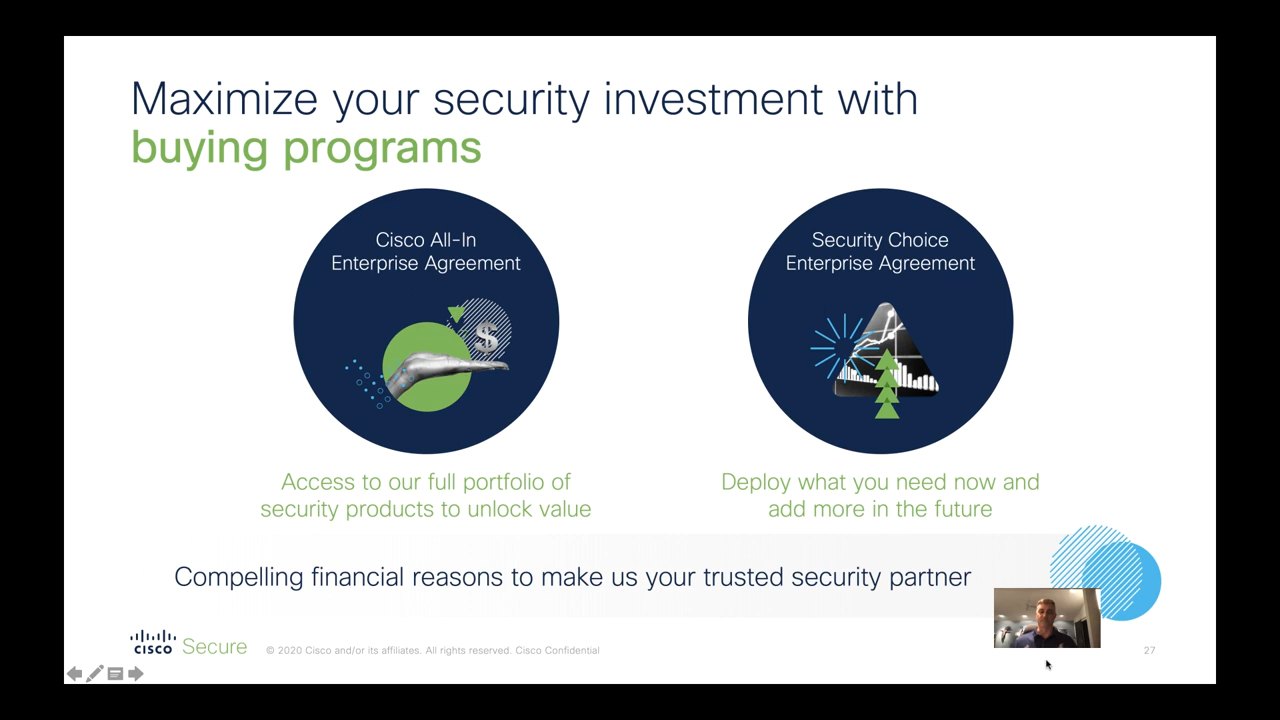 Maximize your security investment with
buying programs
Cisco All-In
Enterprise Agreement
$
Access to our full portfolio of
security products to unlock value
Security Choice
Enterprise Agreement
Deploy what you need now and
add more in the future
Compelling financial reasons to make us your trusted security partner
CISCO Secure
© 2020 Cisco and/or its affiliates. All rights reserved. Cisco Confidential
27